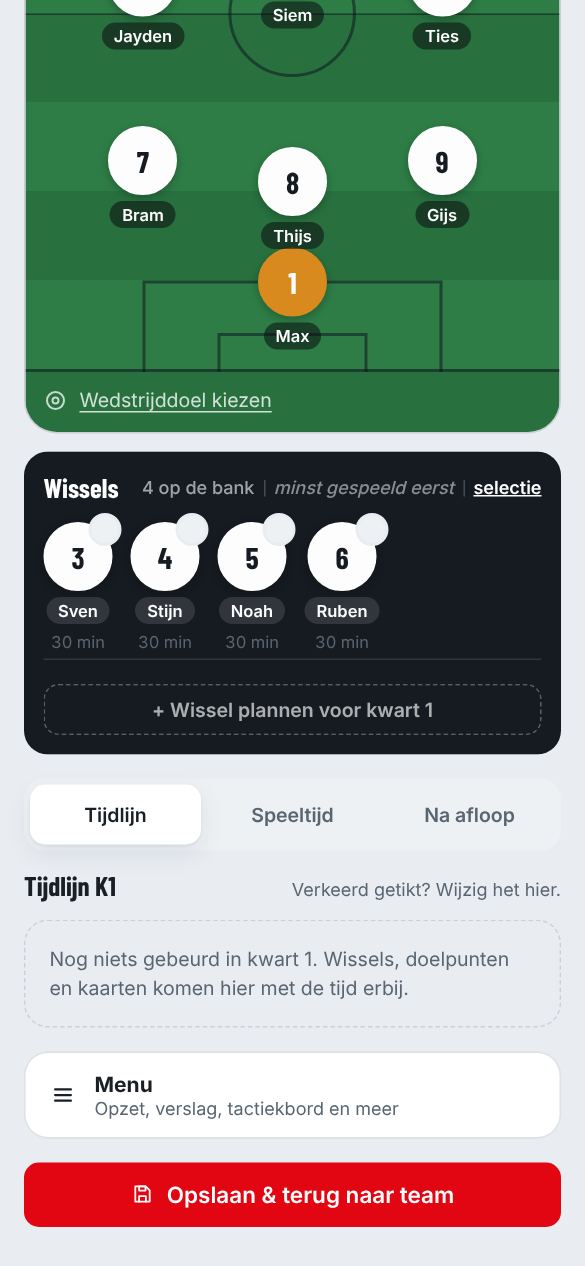 Siem
Jayden
Ties
7
8
9
Bram
Thijs
Gijs
1
Max
Wedstrijddoel kiezen
Wissels 4 op de bank | minst gespeeld eerst | selectie
3 4 5 6
Sven Stijn Noah Ruben
30 min 30 min 30 min 30 min
+ Wissel plannen voor kwart 1
Tijdlijn Speeltijd Na afloop
Tijdlijn K1 Verkeerd getikt? Wijzig het hier.
Nog niets gebeurd in kwart 1. Wissels, doelpunten
en kaarten komen hier met de tijd erbij.
Menu
Opzet, verslag, tactiekbord en meer
Opslaan & terug naar team